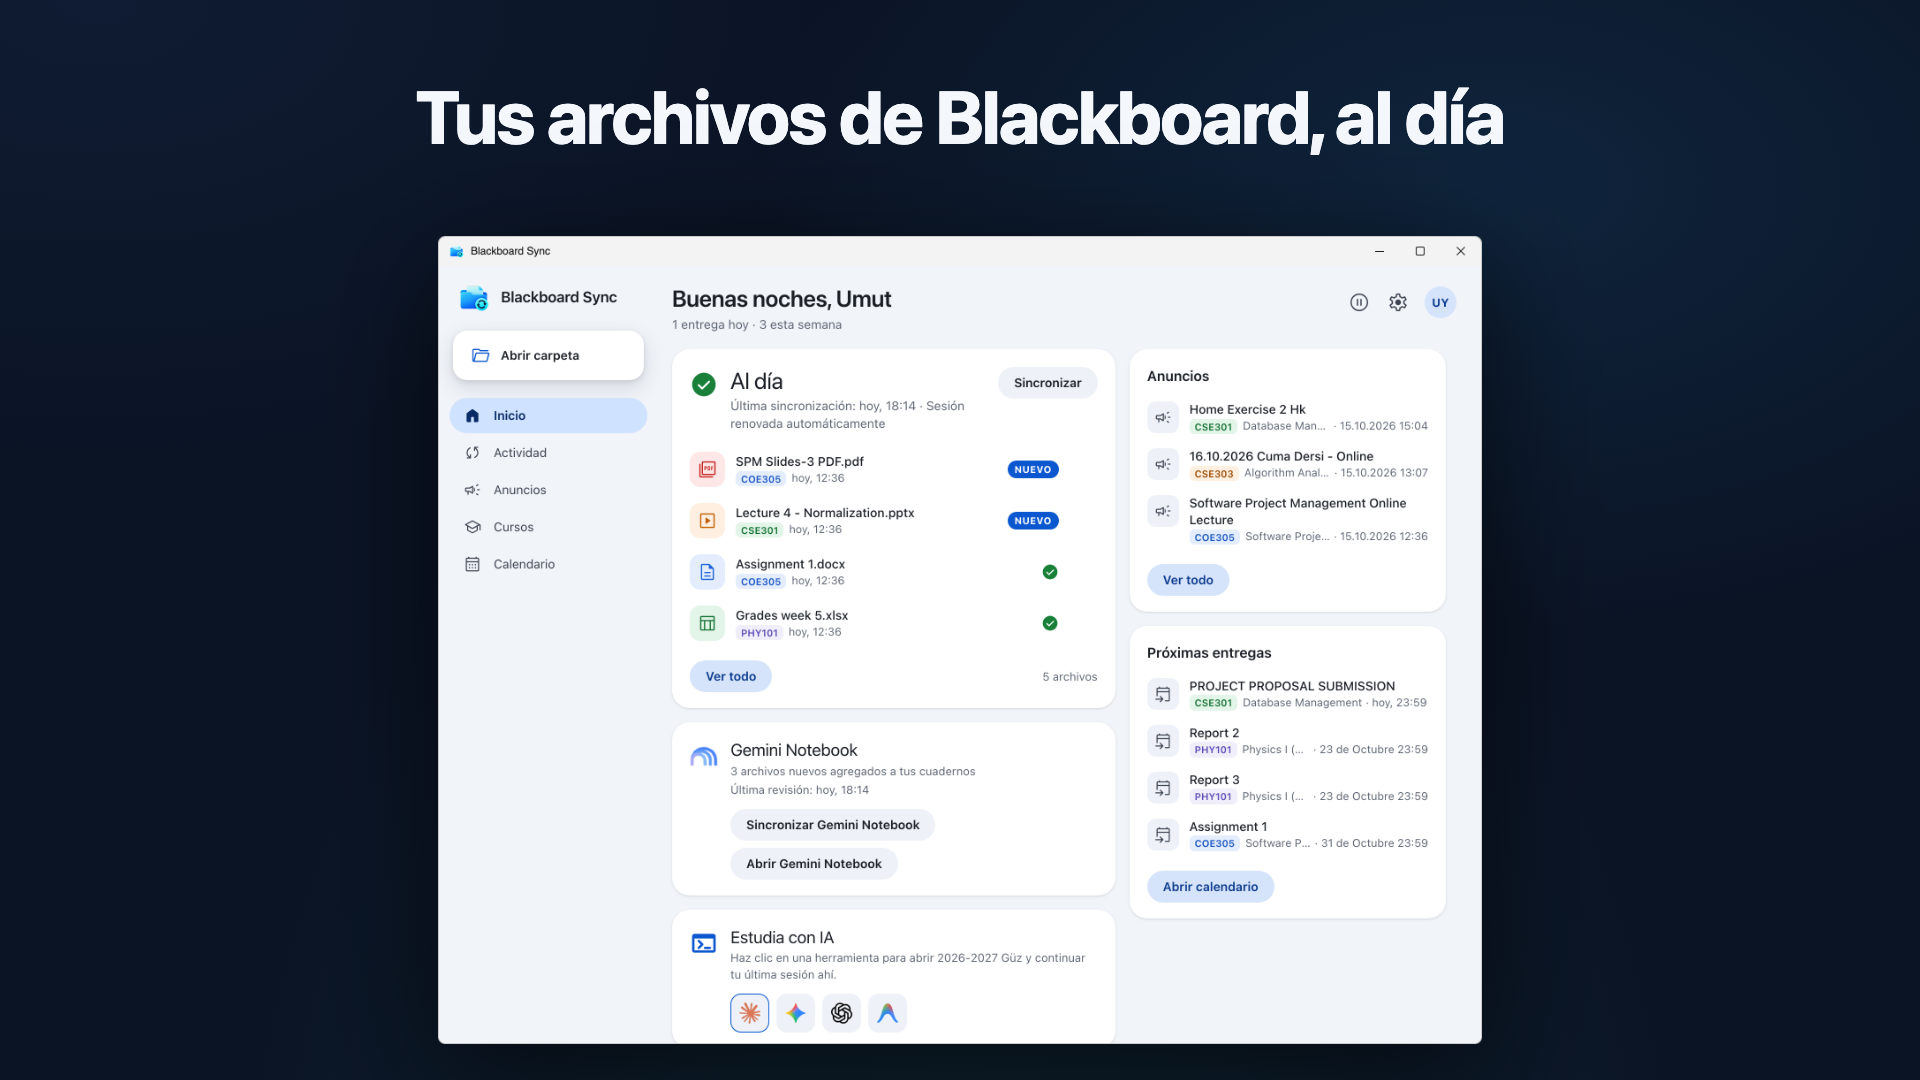 Tus archivos de Blackboard, al día
Blackboard Sync
Blackboard Sync
Abrir carpeta
Inicio
Actividad
Anuncios
Cursos
Calendario
Buenas noches, Umut
1 entrega hoy · 3 esta semana
UY
Al día
Última sincronización: hoy, 18:14 · Sesión
renovada automáticamente
Sincronizar
SPM Slides-3 PDF.pdf
COE305 hoy, 12:36
NUEVO
Lecture 4 - Normalization.pptx
CSE301 hoy, 12:36
NUEVO
Assignment 1.docx
COE305 hoy, 12:36
Grades week 5.xlsx
PHY101 hoy, 12:36
Ver todo
5 archivos
Gemini Notebook
3 archivos nuevos agregados a tus cuadernos
Última revisión: hoy, 18:14
Sincronizar Gemini Notebook
Abrir Gemini Notebook
Estudia con IA
Haz clic en una herramienta para abrir 2026-2027 Güz y continuar
tu última sesión ahí.
Anuncios
Home Exercise 2 Hk
CSE301 Database Man... · 15.10.2026 15:04
16.10.2026 Cuma Dersi - Online
CSE303 Algorithm Anal... · 15.10.2026 13:07
Software Project Management Online
Lecture
COE305 Software Proje... · 15.10.2026 12:36
Ver todo
Próximas entregas
PROJECT PROPOSAL SUBMISSION
CSE301 Database Management · hoy, 23:59
Report 2
PHY101 Physics I (... · 23 de Octubre 23:59
Report 3
PHY101 Physics I (... · 23 de Octubre 23:59
Assignment 1
COE305 Software P... · 31 de Octubre 23:59
Abrir calendario